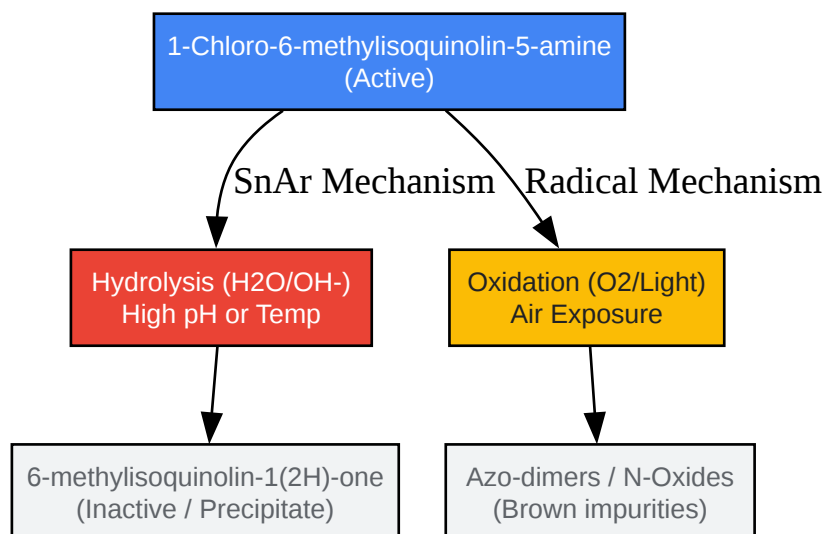 1-Chloro-6-methylisoquinolin-5-amine
(Active)
SnAr Mechanism
Radical Mechanism
Hydrolysis (H2O/OH-)
High pH or Temp
Oxidation (O2/Light)
Air Exposure
6-methylisoquinolin-1(2H)-one
(Inactive / Precipitate)
Azo-dimers / N-Oxides
(Brown impurities)